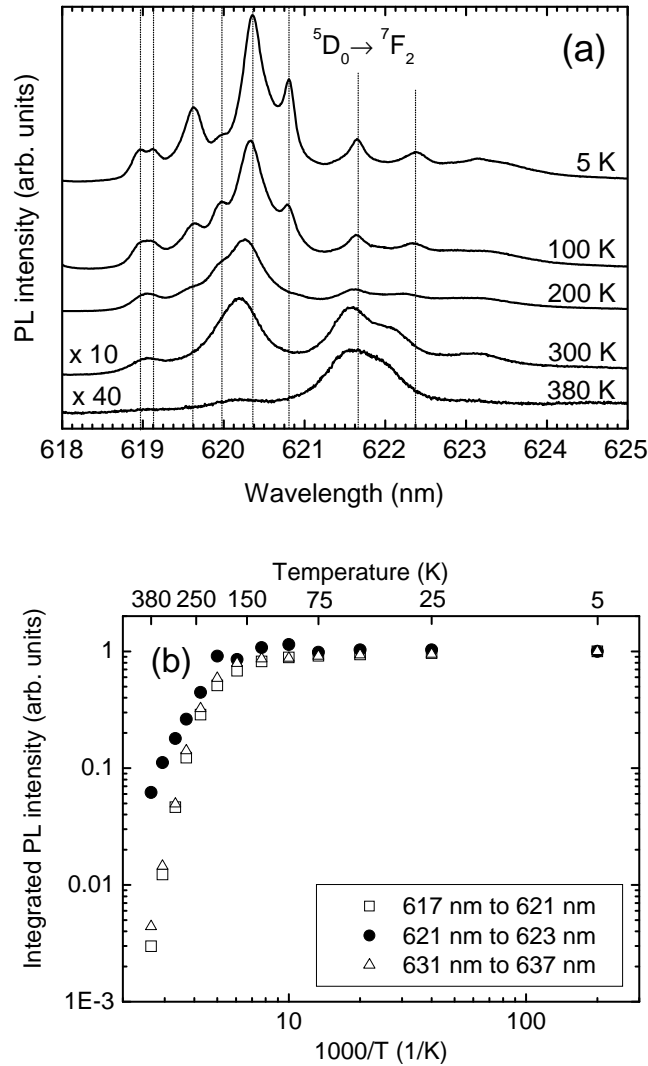 (a)
⁵D₀→ ⁷F₂
5 K
100 K
200 K
x 10 300 K
x 40 380 K
PL intensity (arb. units)
618 619 620 621 622 623 624 625
Wavelength (nm)
Temperature (K)
380 250 150 75 25 5
(b)
1
0.1
0.01
1E-3
Integrated PL intensity (arb. units)
617 nm to 621 nm
621 nm to 623 nm
631 nm to 637 nm
10 100
1000/T (1/K)